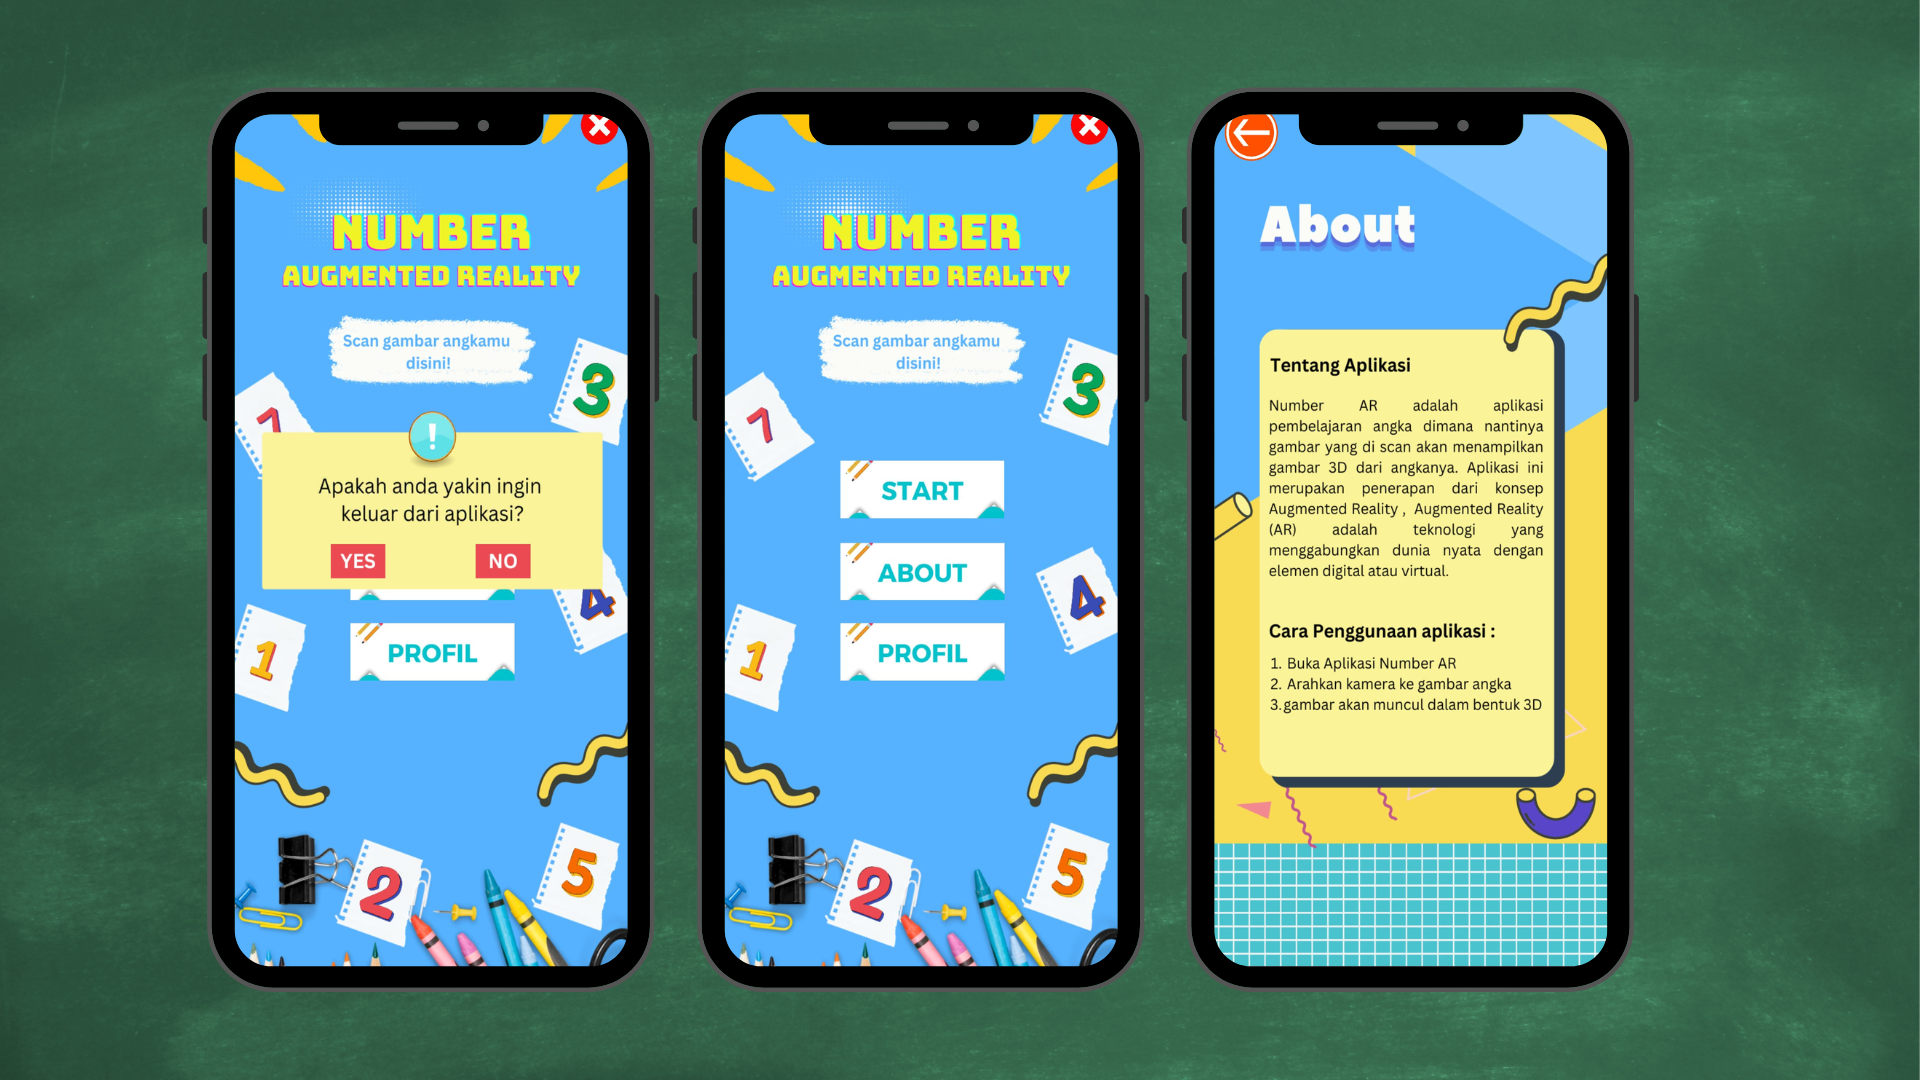 NUMBER
AUGMENTED REALITY
Scan gambar angkamu
disini!
3
7
!
Apakah anda yakin ingin
keluar dari aplikasi?
YES NO
4
1
PROFIL
2
5
NUMBER
AUGMENTED REALITY
Scan gambar angkamu
disini!
3
7
START
ABOUT
4
1
PROFIL
2
5
About
Tentang Aplikasi
Number AR adalah aplikasi
pembelajaran angka dimana nantinya
gambar yang di scan akan menampilkan
gambar 3D dari angkanya. Aplikasi ini
merupakan penerapan dari konsep
Augmented Reality , Augmented Reality
(AR) adalah teknologi yang
menggabungkan dunia nyata dengan
elemen digital atau virtual.
Cara Penggunaan aplikasi :
1. Buka Aplikasi Number AR
2. Arahkan kamera ke gambar angka
3.gambar akan muncul dalam bentuk 3D